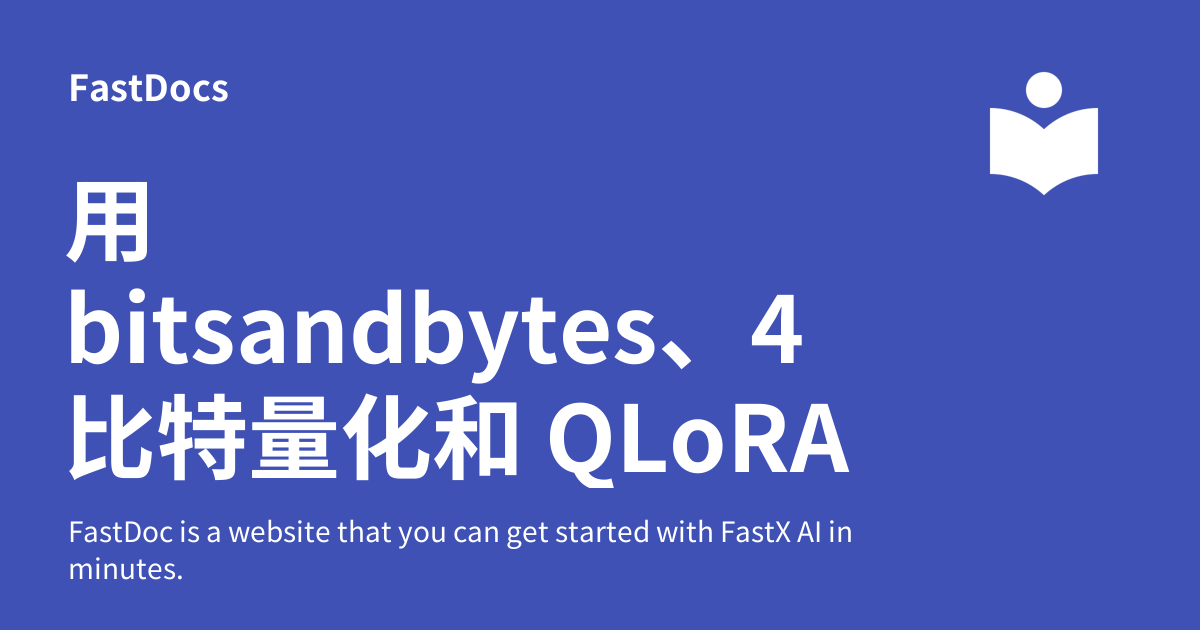 FastDocs
用
bitsandbytes、4
比特量化和 QLoRA
FastDoc is a website that you can get started with FastX AI in
minutes.